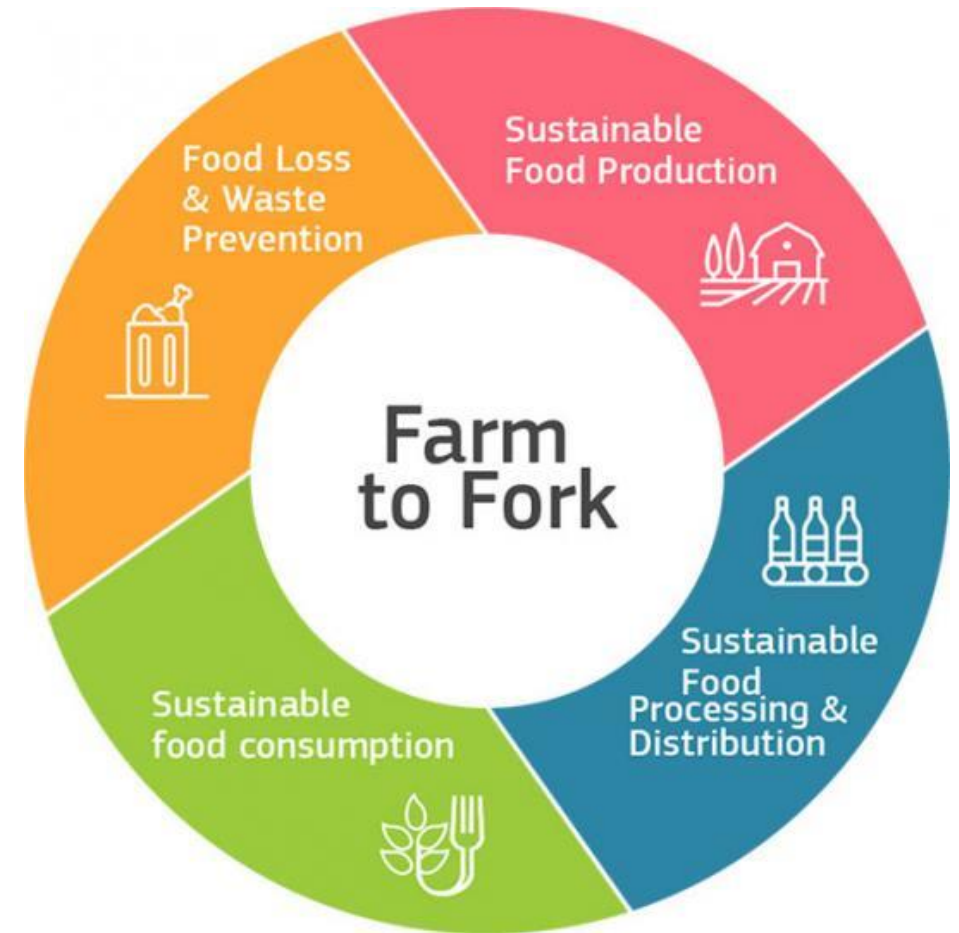 Food Loss
& Waste
Prevention
Sustainable
Food Production
Farm
to Fork
Sustainable
Food
Processing &
Distribution
Sustainable
food consumption